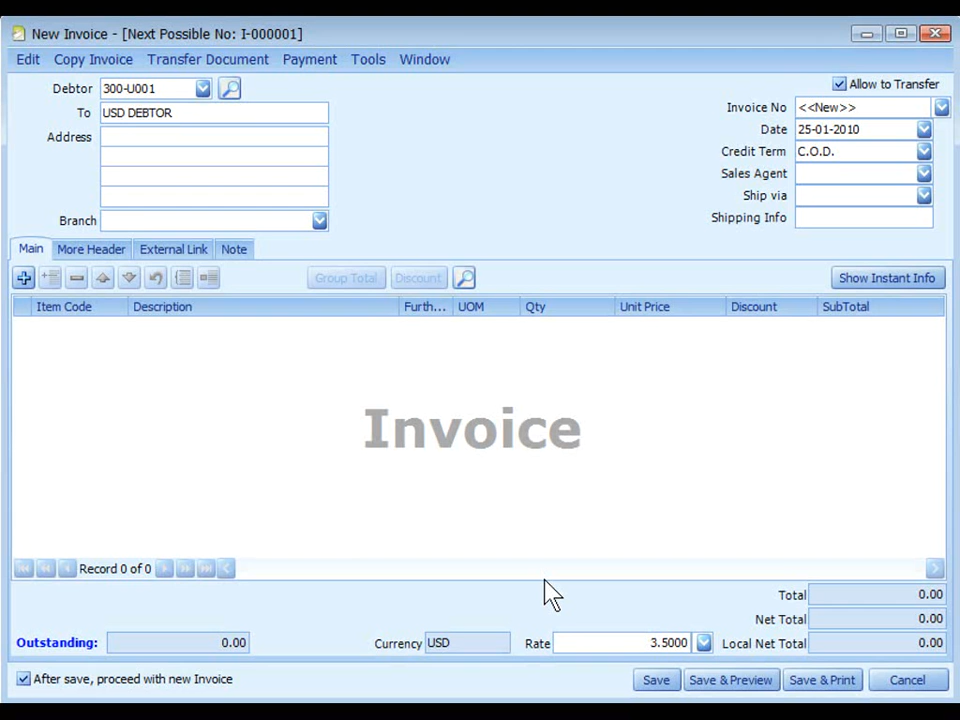 New Invoice - [Next Possible No: I-000001]
Edit Copy Invoice Transfer Document Payment Tools Window
Debtor 300-U001
To USD DEBTOR
Address
Branch
Allow to Transfer
Invoice No <<New>>
Date 25-01-2010
Credit Term C.O.D.
Sales Agent
Ship via
Shipping Info
Main More Header External Link Note
Group Total Discount Show Instant Info
Item Code Description Furth... UOM Qty Unit Price Discount SubTotal
Invoice
Record 0 of 0
Total 0.00
Net Total 0.00
Outstanding: 0.00 Currency USD Rate 3.5000 Local Net Total 0.00
After save, proceed with new Invoice Save Save & Preview Save & Print Cancel